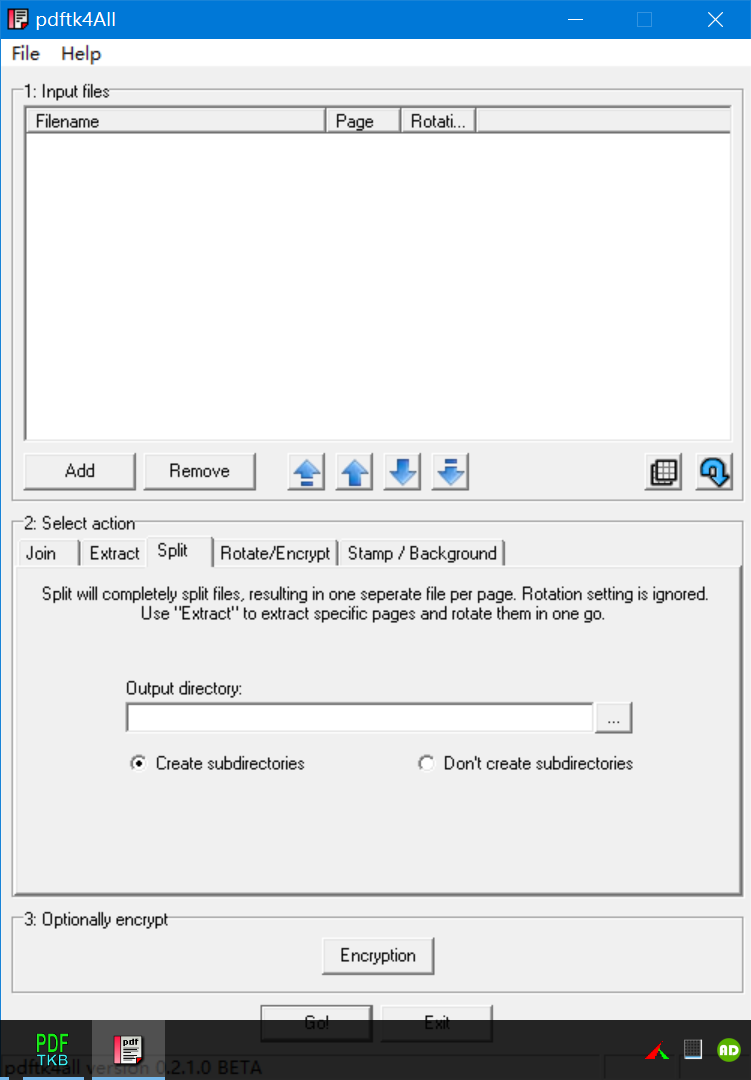 pdftk4All
File Help
1: Input files
Filename Page Rotati...
Add Remove
2: Select action
Join Extract Split Rotate/Encrypt Stamp / Background
Split will completely split files, resulting in one seperate file per page. Rotation setting is ignored.
Use "Extract" to extract specific pages and rotate them in one go.
Output directory:
...
Create subdirectories Don't create subdirectories
3: Optionally encrypt
Encryption
Go! Exit
PDF
TKB
pdf
AD
pdftk4all version 0.2.1.0 BETA